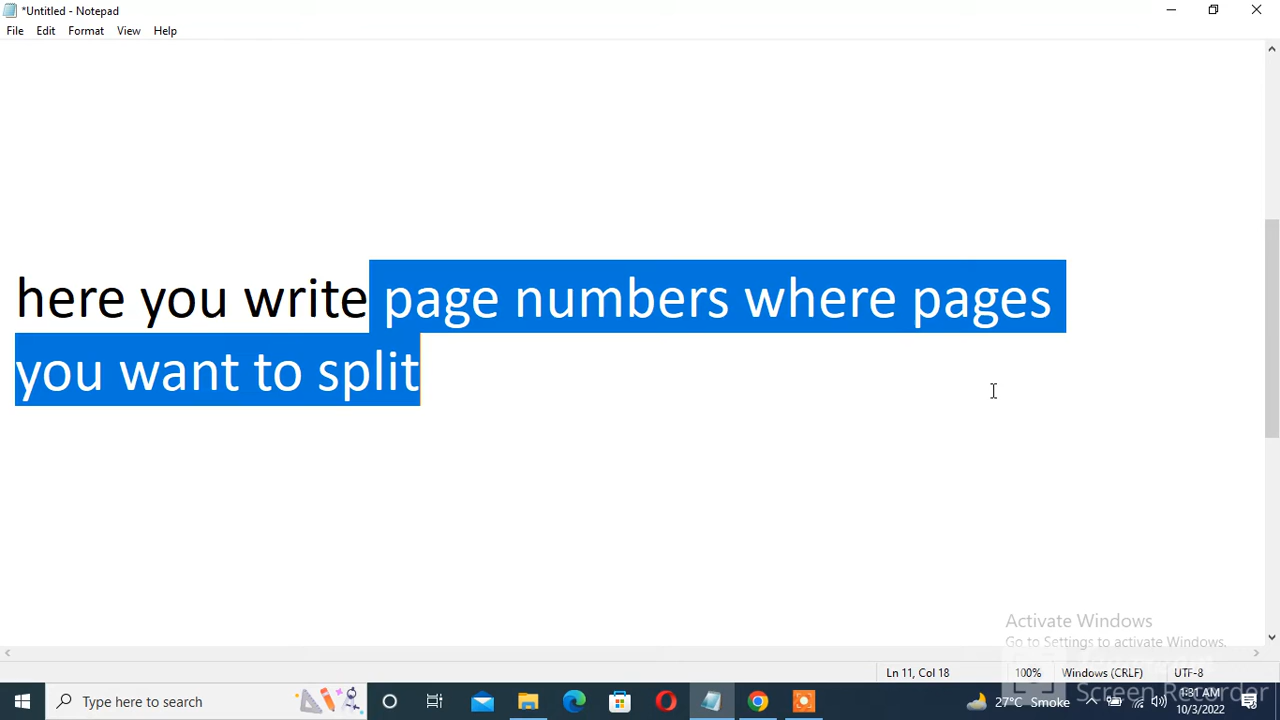 *Untitled - Notepad
File Edit Format View Help
here you write page numbers where pages
you want to split
Activate Windows
Go to Settings to activate Windows.
Ln 11, Col 18 100% Windows (CRLF) UTF-8
Screen Recorder
Type here to search
27°C Smoke
1:31 AM
10/3/2022